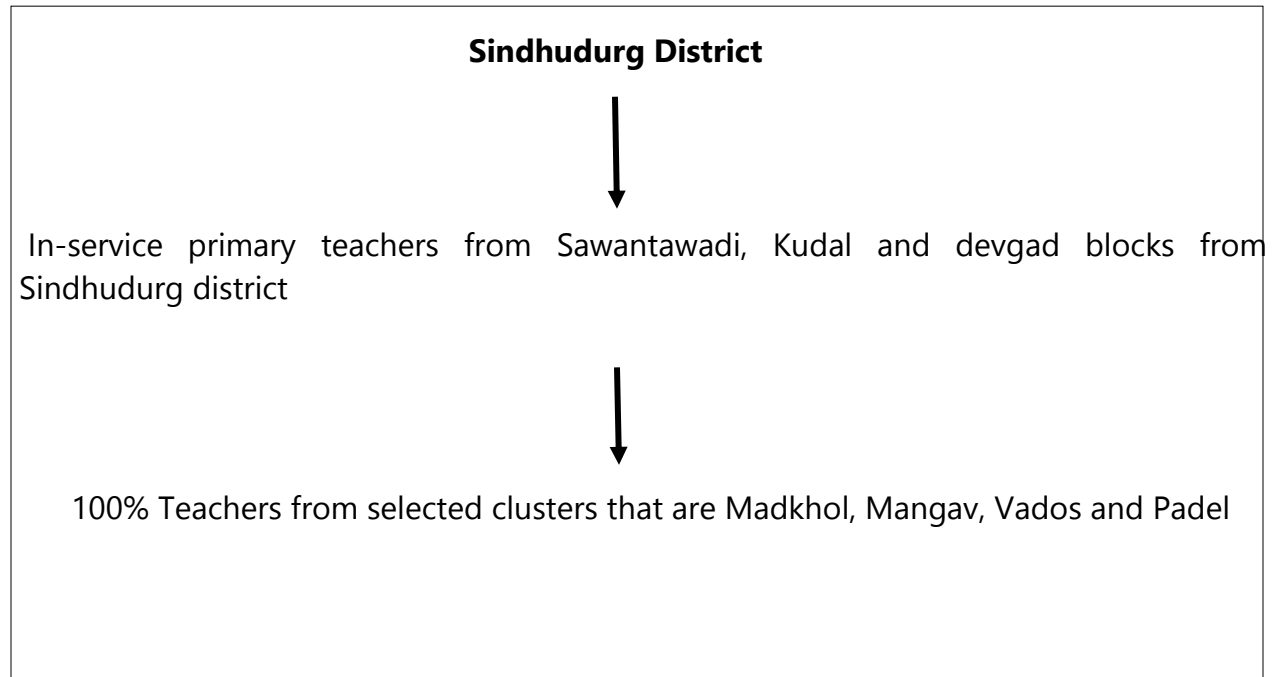 Sindhudurg District
In-service primary teachers from Sawantawadi, Kudal and devgad blocks from
Sindhudurg district
100% Teachers from selected clusters that are Madkhol, Mangav, Vados and Padel